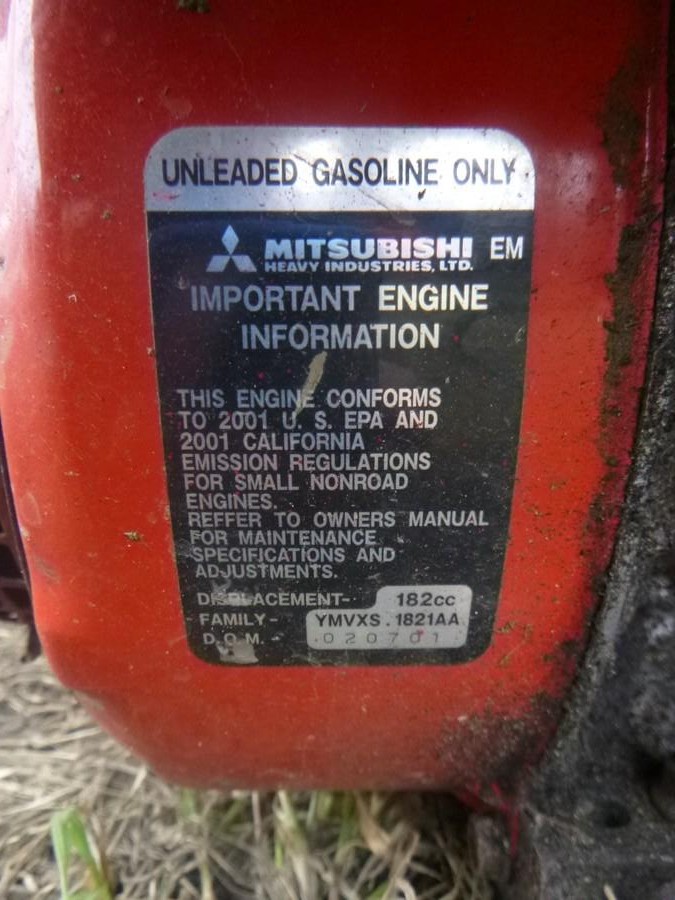 UNLEADED GASOLINE ONLY
MITSUBISHI EM
HEAVY INDUSTRIES, LTD.
IMPORTANT ENGINE
INFORMATION
THIS ENGINE CONFORMS
TO 2001 U. S. EPA AND
2001 CALIFORNIA
EMISSION REGULATIONS
FOR SMALL NONROAD
ENGINES.
REFFER TO OWNERS MANUAL
FOR MAINTENANCE
SPECIFICATIONS AND
ADJUSTMENTS.
DISPLACEMENT- 182cc
FAMILY- YMVXS.1821AA
D.O.M.- 020701